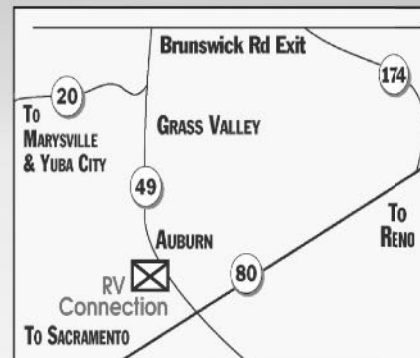 Brunswick Rd Exit
174
20
TO
MARYSVILLE
& YUBA CITY
GRASS VALLEY
49
TO
RENO
AUBURN
80
RV
Connection
TO SACRAMENTO